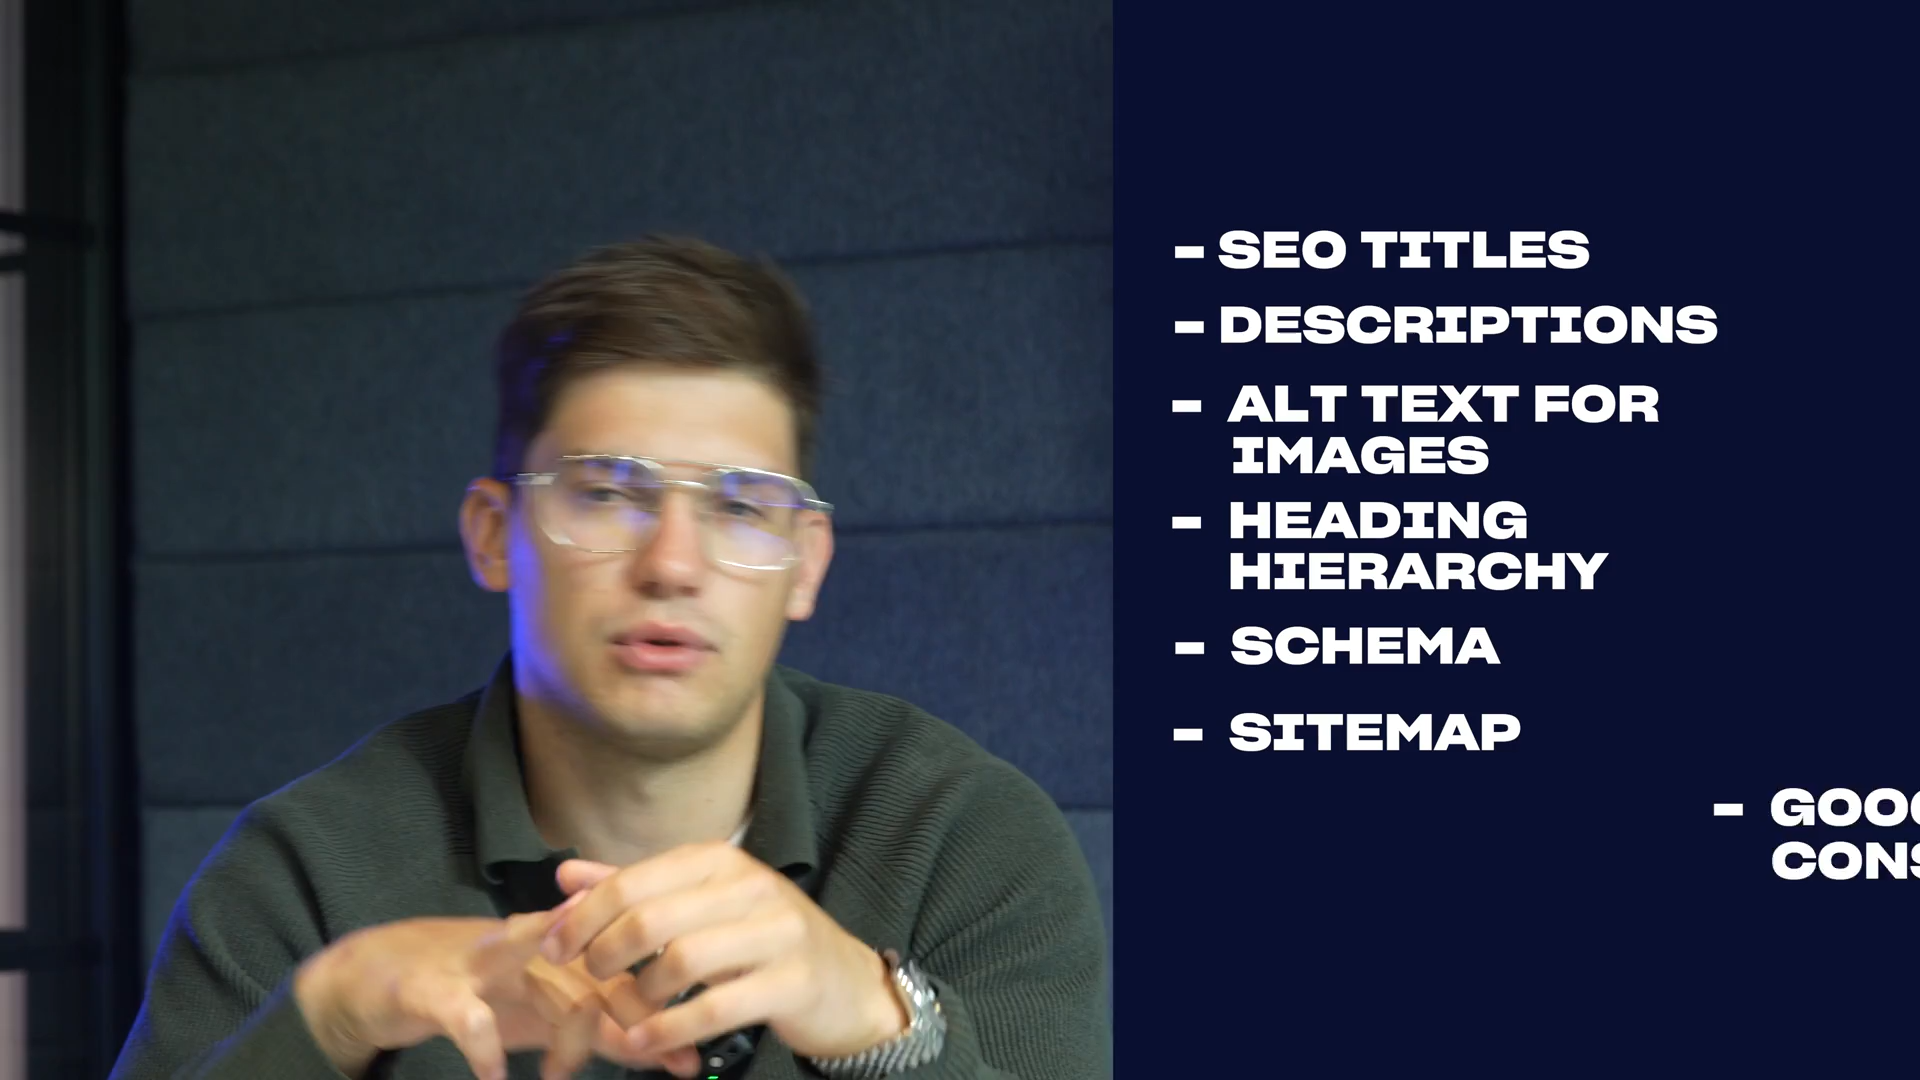 - SEO TITLES
- DESCRIPTIONS
- ALT TEXT FOR
IMAGES
- HEADING
HIERARCHY
- SCHEMA
- SITEMAP
-